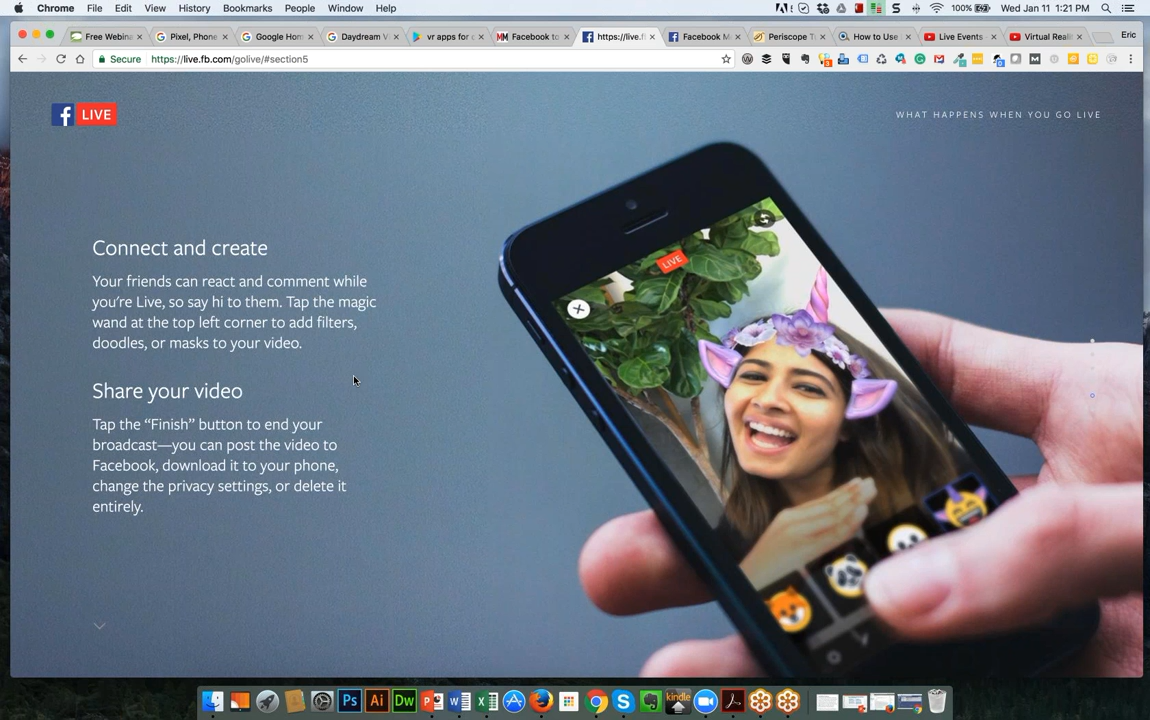 Chrome File Edit View History Bookmarks People Window Help
100% Wed Jan 11 1:21 PM
Free Webina
Pixel, Phone
Google Hom
Daydream V
vr apps for c
Facebook to
https://live.f
Facebook M
Periscope T
How to Use
Live Events
Virtual Reali
Eric
Secure https://live.fb.com/golive/#section5
f LIVE
WHAT HAPPENS WHEN YOU GO LIVE
LIVE
Connect and create
Your friends can react and comment while
you're Live, so say hi to them. Tap the magic
wand at the top left corner to add filters,
doodles, or masks to your video.
Share your video
Tap the “Finish” button to end your
broadcast—you can post the video to
Facebook, download it to your phone,
change the privacy settings, or delete it
entirely.
Ps Ai Dw kindle